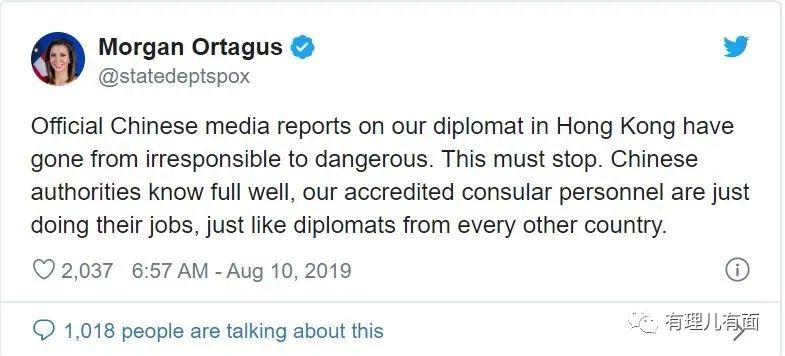 Morgan Ortagus
@statedeptspox
Official Chinese media reports on our diplomat in Hong Kong have
gone from irresponsible to dangerous. This must stop. Chinese
authorities know full well, our accredited consular personnel are just
doing their jobs, just like diplomats from every other country.
2,037 6:57 AM - Aug 10, 2019
1,018 people are talking about this
有理儿有面